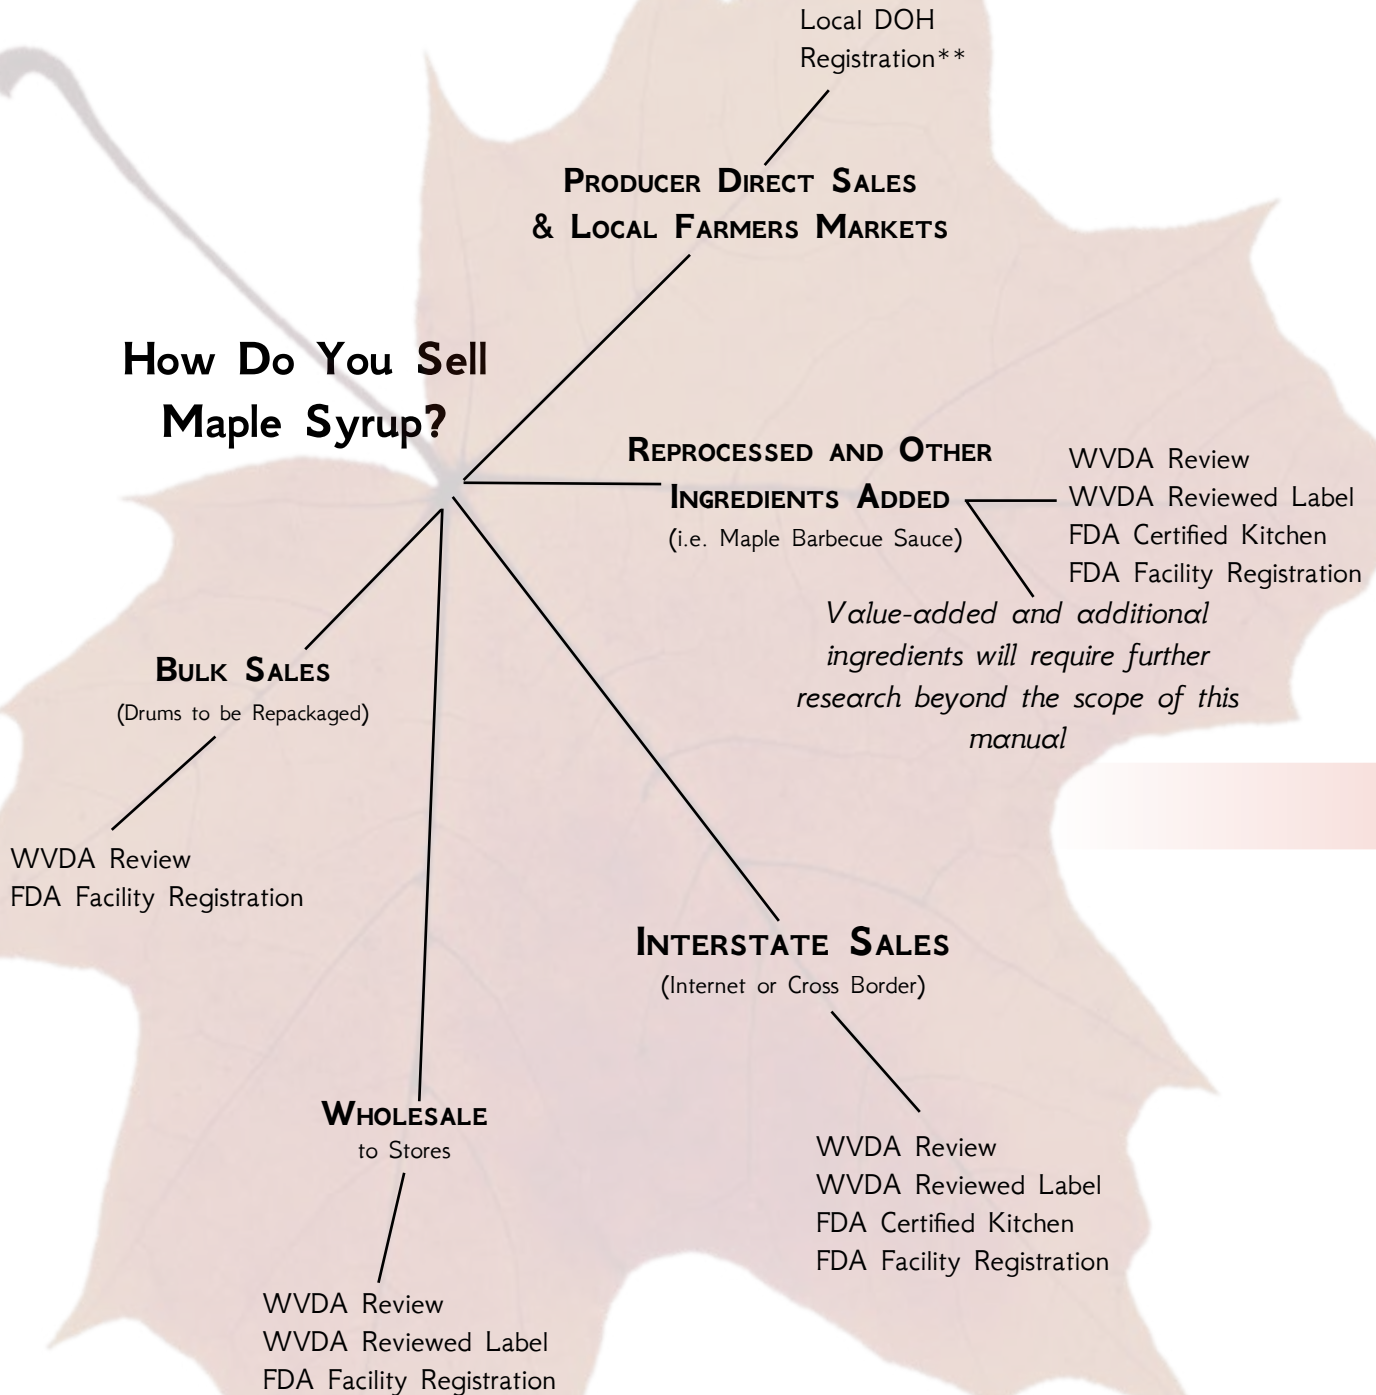 Local DOH
Registration**
Producer Direct Sales
& Local Farmers Markets
How Do You Sell
Maple Syrup?
Reprocessed and Other
Ingredients Added
(i.e. Maple Barbecue Sauce)
WVDA Review
WVDA Reviewed Label
FDA Certified Kitchen
FDA Facility Registration
Value-added and additional
ingredients will require further
research beyond the scope of this
manual
Bulk Sales
(Drums to be Repackaged)
WVDA Review
FDA Facility Registration
Interstate Sales
(Internet or Cross Border)
WVDA Review
WVDA Reviewed Label
FDA Certified Kitchen
FDA Facility Registration
Wholesale
to Stores
WVDA Review
WVDA Reviewed Label
FDA Facility Registration